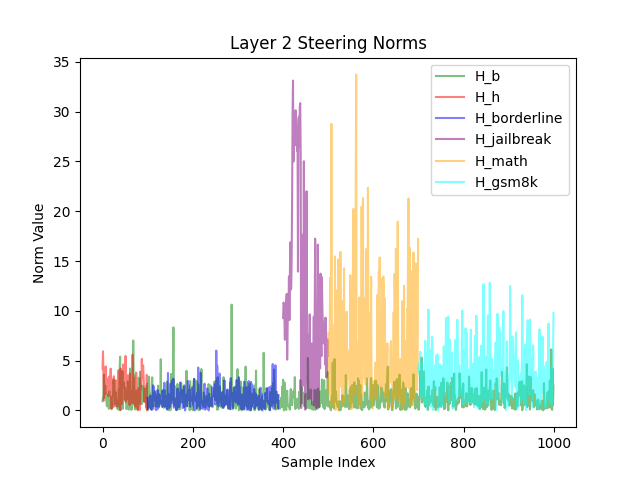 Layer 2 Steering Norms
35
30
25
20
15
10
5
0
Norm Value
0
200
400
600
800
1000
Sample Index
H_b
H_h
H_borderline
H_jailbreak
H_math
H_gsm8k